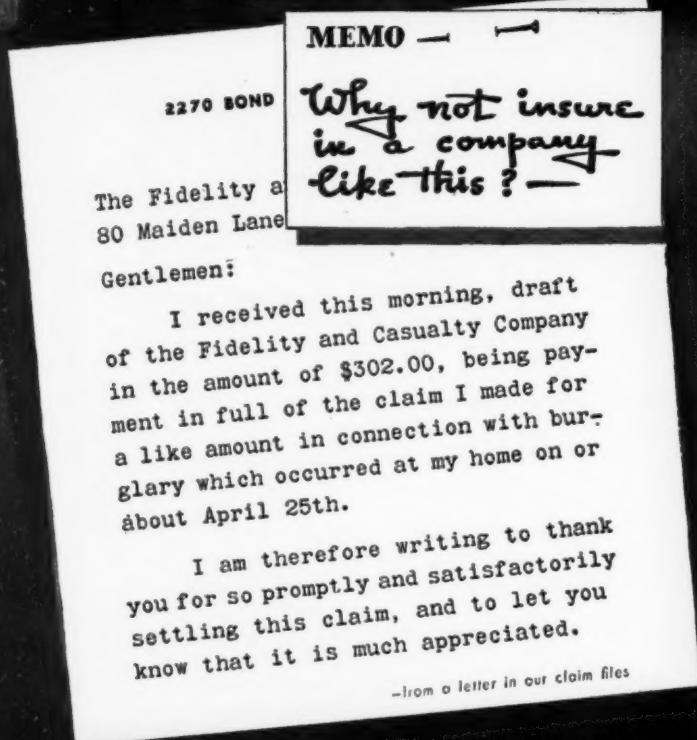 MEMO —
Why not insure
in a company
like this ? —
2270 BOND
The Fidelity a
80 Maiden Lane
Gentlemen:
I received this morning, draft
of the Fidelity and Casualty Company
in the amount of $302.00, being pay-
ment in full of the claim I made for
a like amount in connection with bur-
glary which occurred at my home on or
about April 25th.
I am therefore writing to thank
you for so promptly and satisfactorily
settling this claim, and to let you
know that it is much appreciated.
—from a letter in our claim files